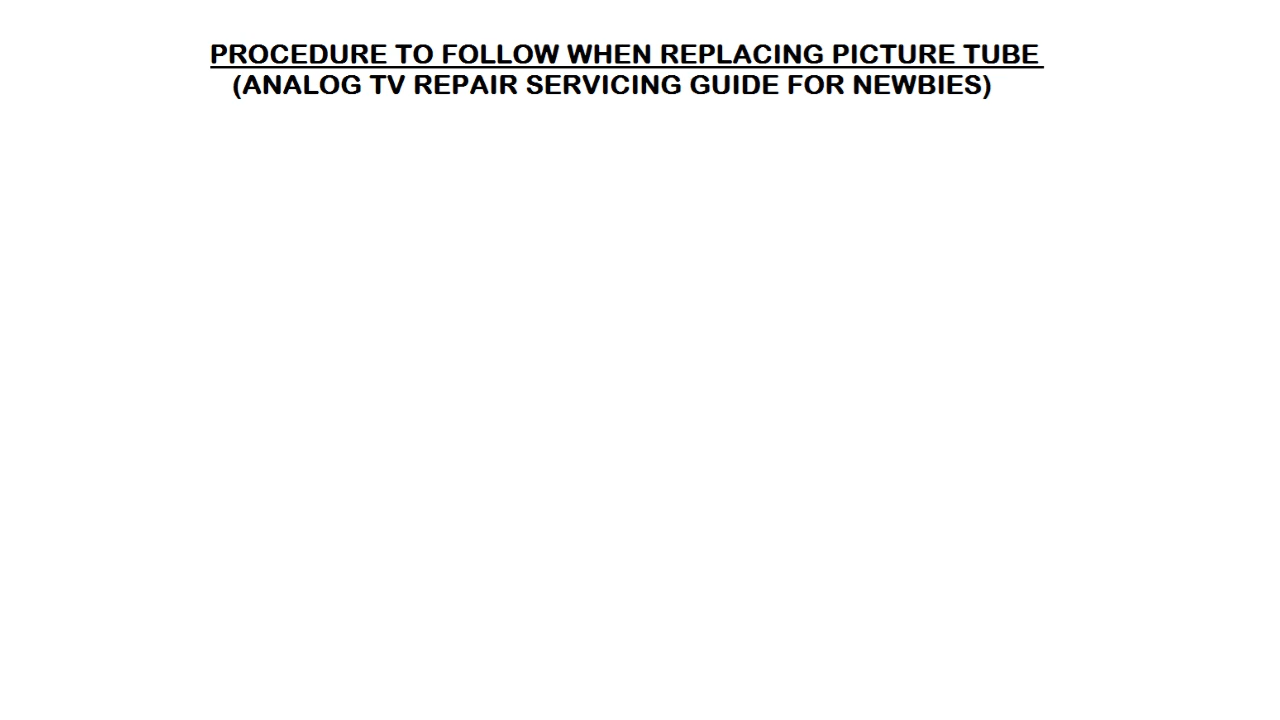 PROCEDURE TO FOLLOW WHEN REPLACING PICTURE TUBE
(ANALOG TV REPAIR SERVICING GUIDE FOR NEWBIES)